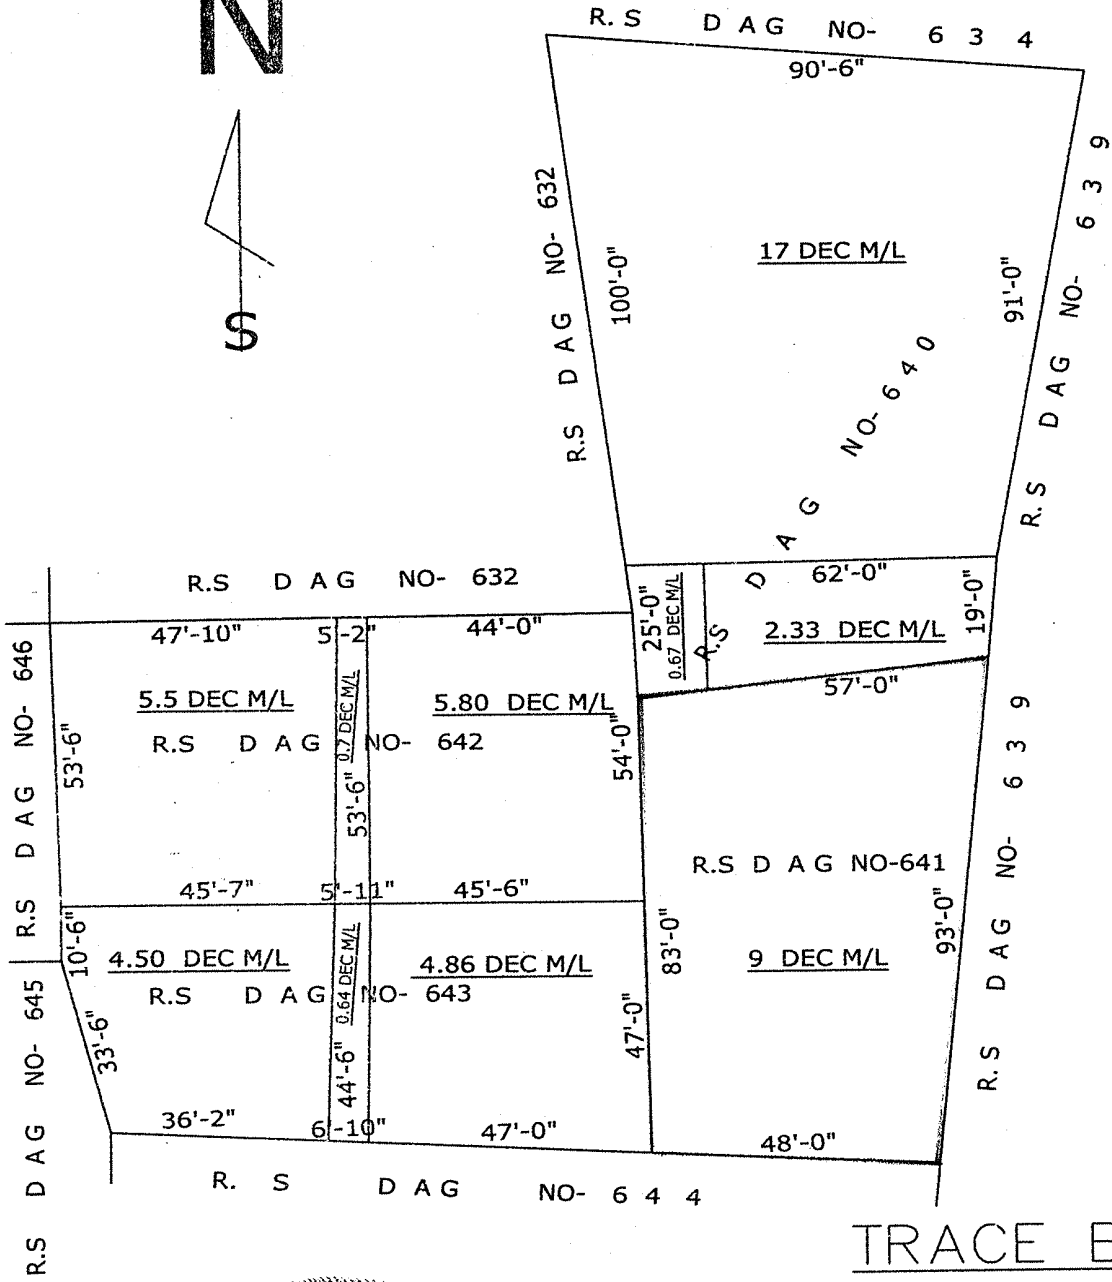 N
S
R.S DAG NO- 634
90'-6"
R.S DAG NO- 632
100'-0"
17 DEC M/L
91'-0"
R.S DAG NO- 639
R.S DAG NO- 640
62'-0"
25'-0"
0.67 DEC M/L
2.33 DEC M/L
19'-0"
57'-0"
R.S DAG NO- 632
47'-10"
5'-2"
44'-0"
R.S DAG NO- 646
53'-6"
5.5 DEC M/L
0.7 DEC M/L
5.80 DEC M/L
R.S DAG NO- 642
53'-6"
54'-0"
R.S DAG NO- 639
R.S DAG NO-641
45'-7"
5'-11"
45'-6"
83'-0"
93'-0"
9 DEC M/L
10'-6"
4.50 DEC M/L
0.64 DEC M/L
4.86 DEC M/L
R.S DAG NO- 643
R.S DAG NO- 645
33'-6"
44'-6"
47'-0"
36'-2"
6'-10"
47'-0"
48'-0"
R. S DAG NO- 644
TRACE